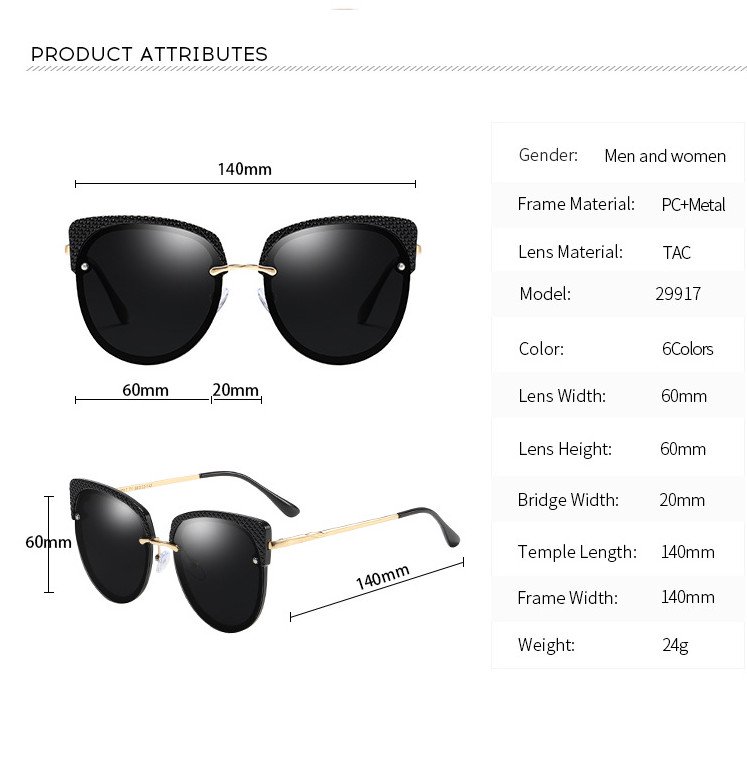 PRODUCT ATTRIBUTES
140mm
60mm 20mm
60mm
140mm
Gender: Men and women
Frame Material: PC+Metal
Lens Material: TAC
Model: 29917
Color: 6Colors
Lens Width: 60mm
Lens Height: 60mm
Bridge Width: 20mm
Temple Length: 140mm
Frame Width: 140mm
Weight: 24g